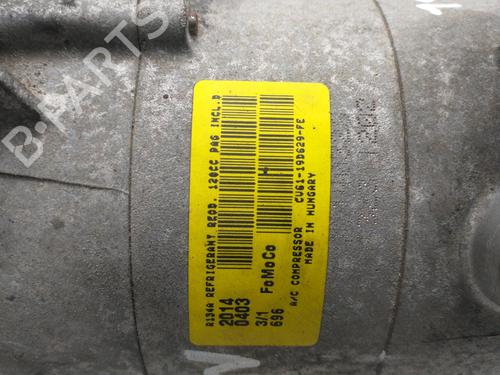 R134A REFRIGERANT REQD. 120CC PAG INCL.D
2014
0403
3/1
696
FoMoCo
A/C COMPRESSOR CV61-19D629-FE
MADE IN HUNGARY
B-PARTS